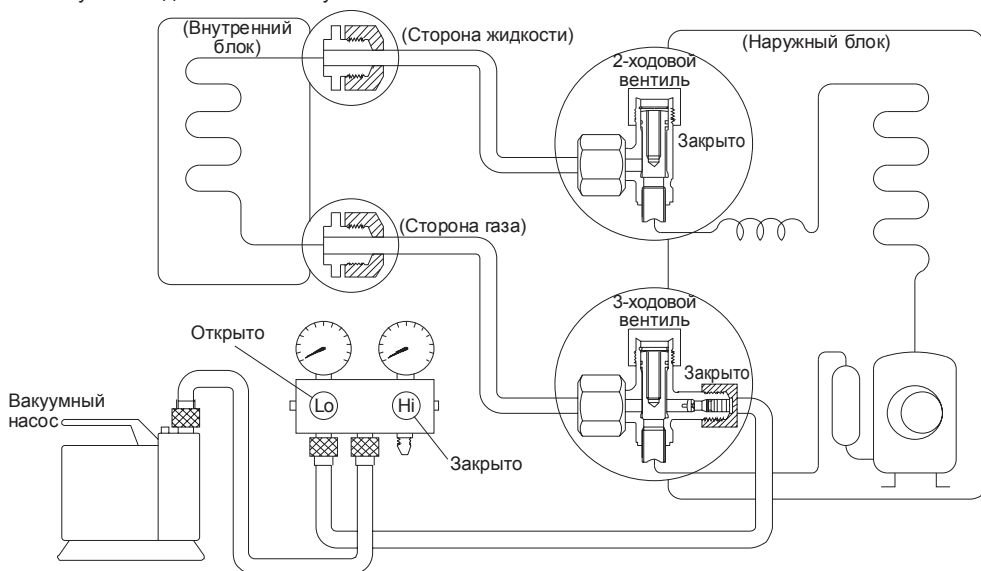 (Внутренний
блок)
(Сторона жидкости)
(Наружный блок)
2-ходовой
вентиль
Закрыто
(Сторона газа)
3-ходовой
вентиль
Закрыто
Открыто
Lo
Hi
Закрыто
Вакуумный
насос